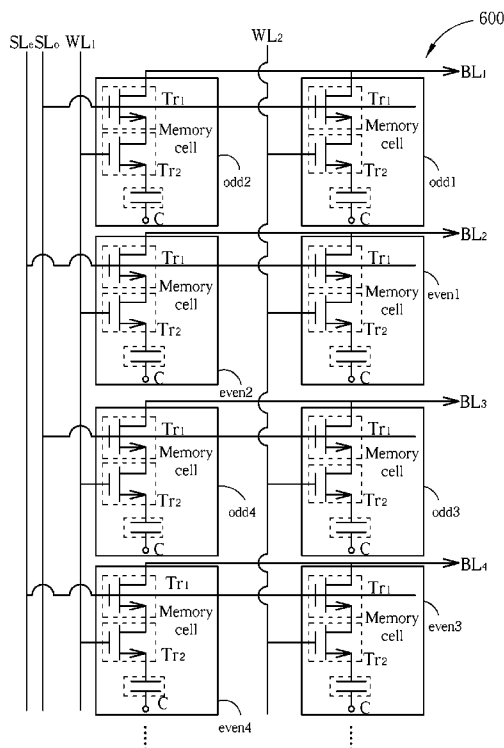 600
SLe SLo WL1 WL2
BL1
Tr1 Tr1
Memory cell Memory cell
Tr2 Tr2
odd2 odd1
C C
BL2
Tr1 Tr1
even1
Memory cell Memory cell
Tr2 Tr2
C C
even2
BL3
Tr1 Tr1
Memory cell Memory cell
Tr2 Tr2
odd4 odd3
C C
BL4
Tr1 Tr1
Memory cell Memory cell
even3
Tr2 Tr2
C C
even4